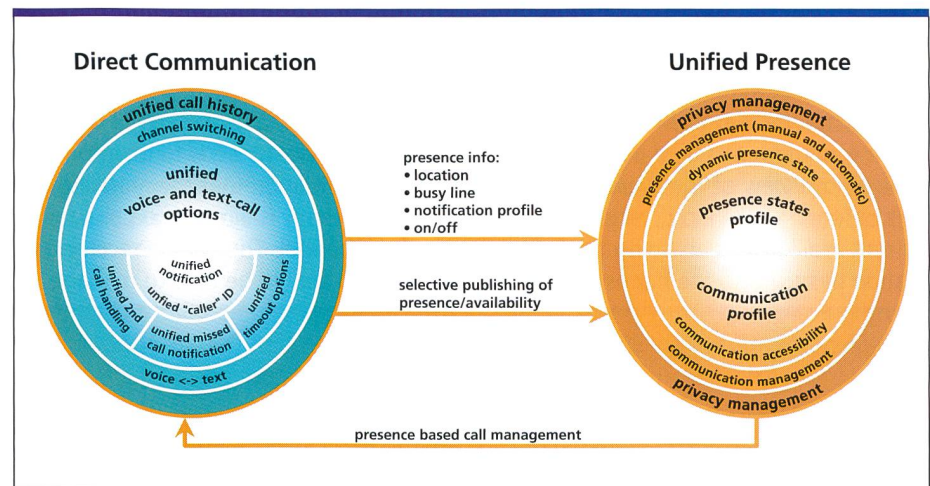 Direct Communication
Unified Presence
unified call history
channel switching
unified
voice- and text-call
options
unified
notification
unfied "caller" ID
unified 2nd
call handling
unified missed
call notification
unified
timeout options
voice <-> text
presence info:
• location
• busy line
• notification profile
• on/off
selective publishing of
presence/availability
privacy management
presence management (manual and automatic)
dynamic presence state
presence states
profile
communication
profile
communication accessibility
communication management
privacy management
presence based call management